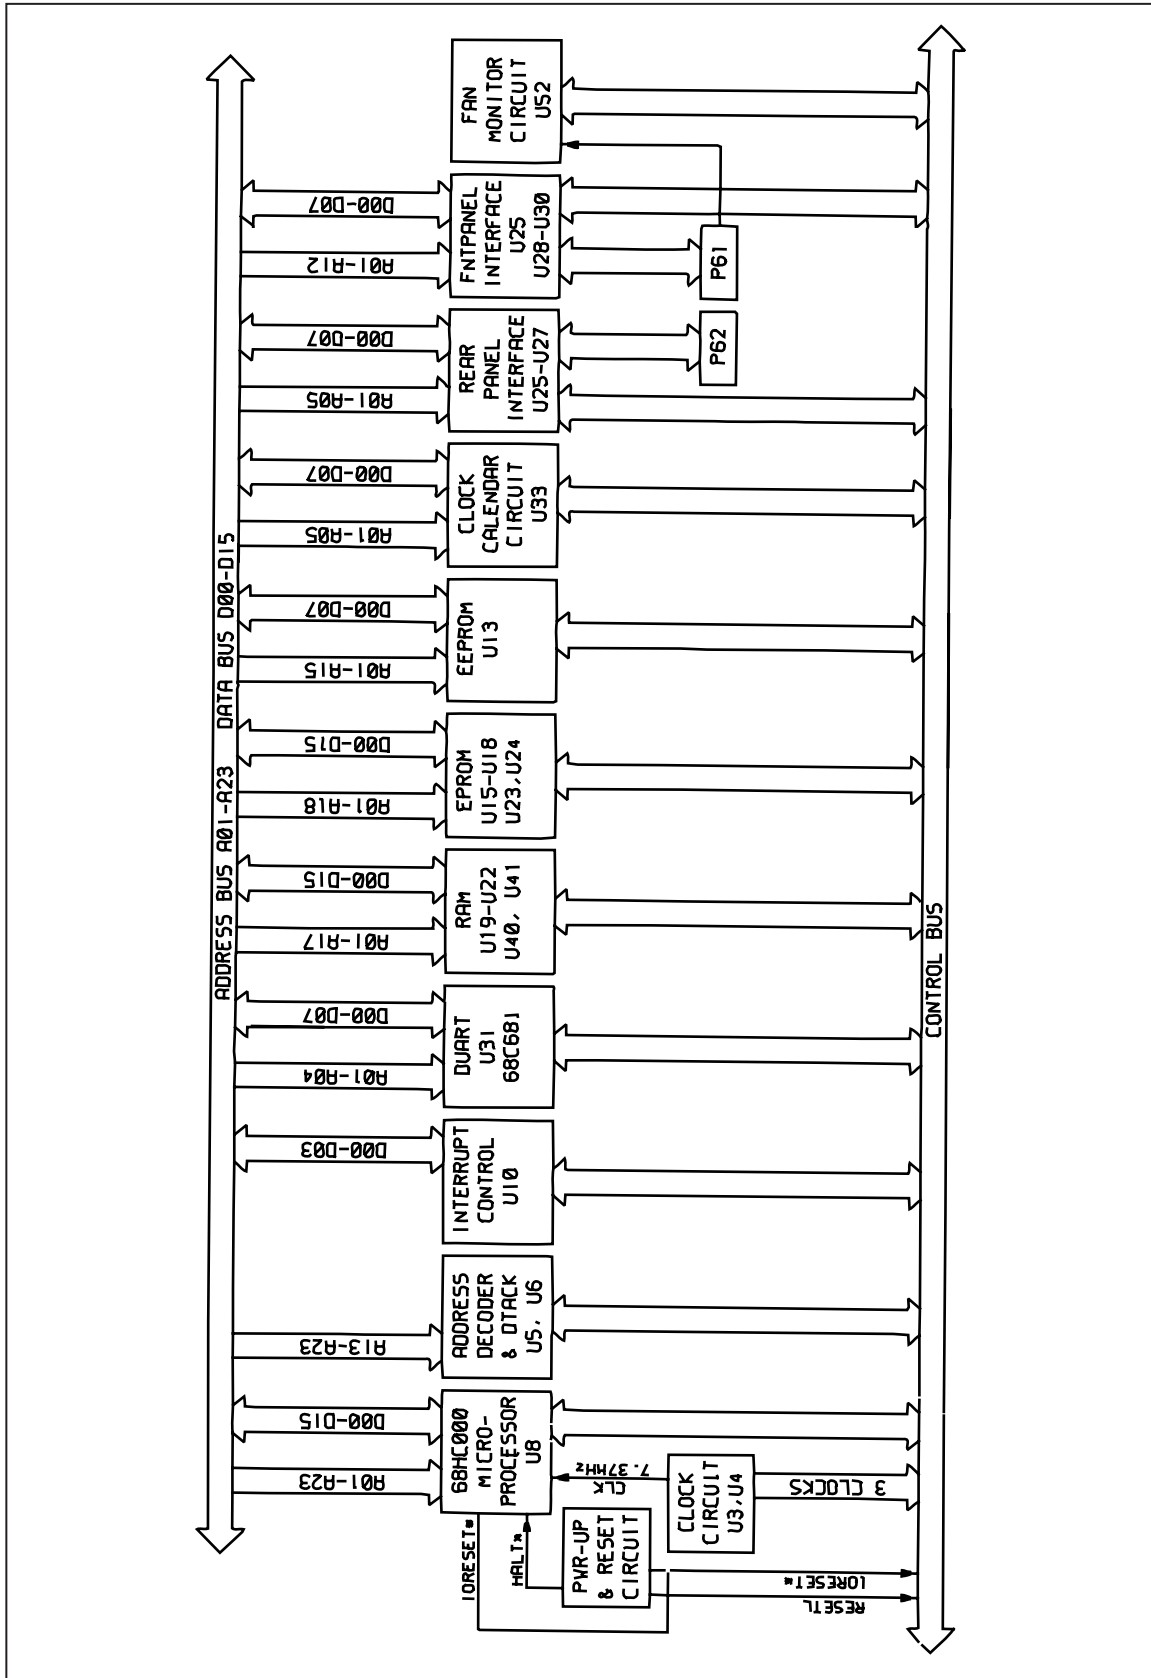 ADDRESS BUS A01-A23
DATA BUS D00-D15
A01-A23
D00-D15
A13-A23
D00-D03
A01-A04
D00-D07
A01-A17
D00-D15
A01-A18
D00-D15
A01-A15
D00-D07
A01-A05
D00-D07
A01-A05
D00-D07
A01-A12
D00-D07
68HC000
MICRO-
PROCESSOR
U8
ADDRESS
DECODER
& DTACK
U5, U6
INTERRUPT
CONTROL
U10
DUART
U31
68C681
RAM
U19-U22
U40, U41
EPROM
U15-U18
U23,U24
EEPROM
U13
CLOCK
CALENDAR
CIRCUIT
U33
REAR
PANEL
INTERFACE
U25-U27
FNTPANEL
INTERFACE
U25
U28-U30
FAN
MONITOR
CIRCUIT
U52
IORESET*
HALT*
PWR-UP
& RESET
CIRCUIT
CLK
7.37MHz
CLOCK
CIRCUIT
U3,U4
3 CLOCKS
P62
P61
IORESET*
RESETL
CONTROL BUS